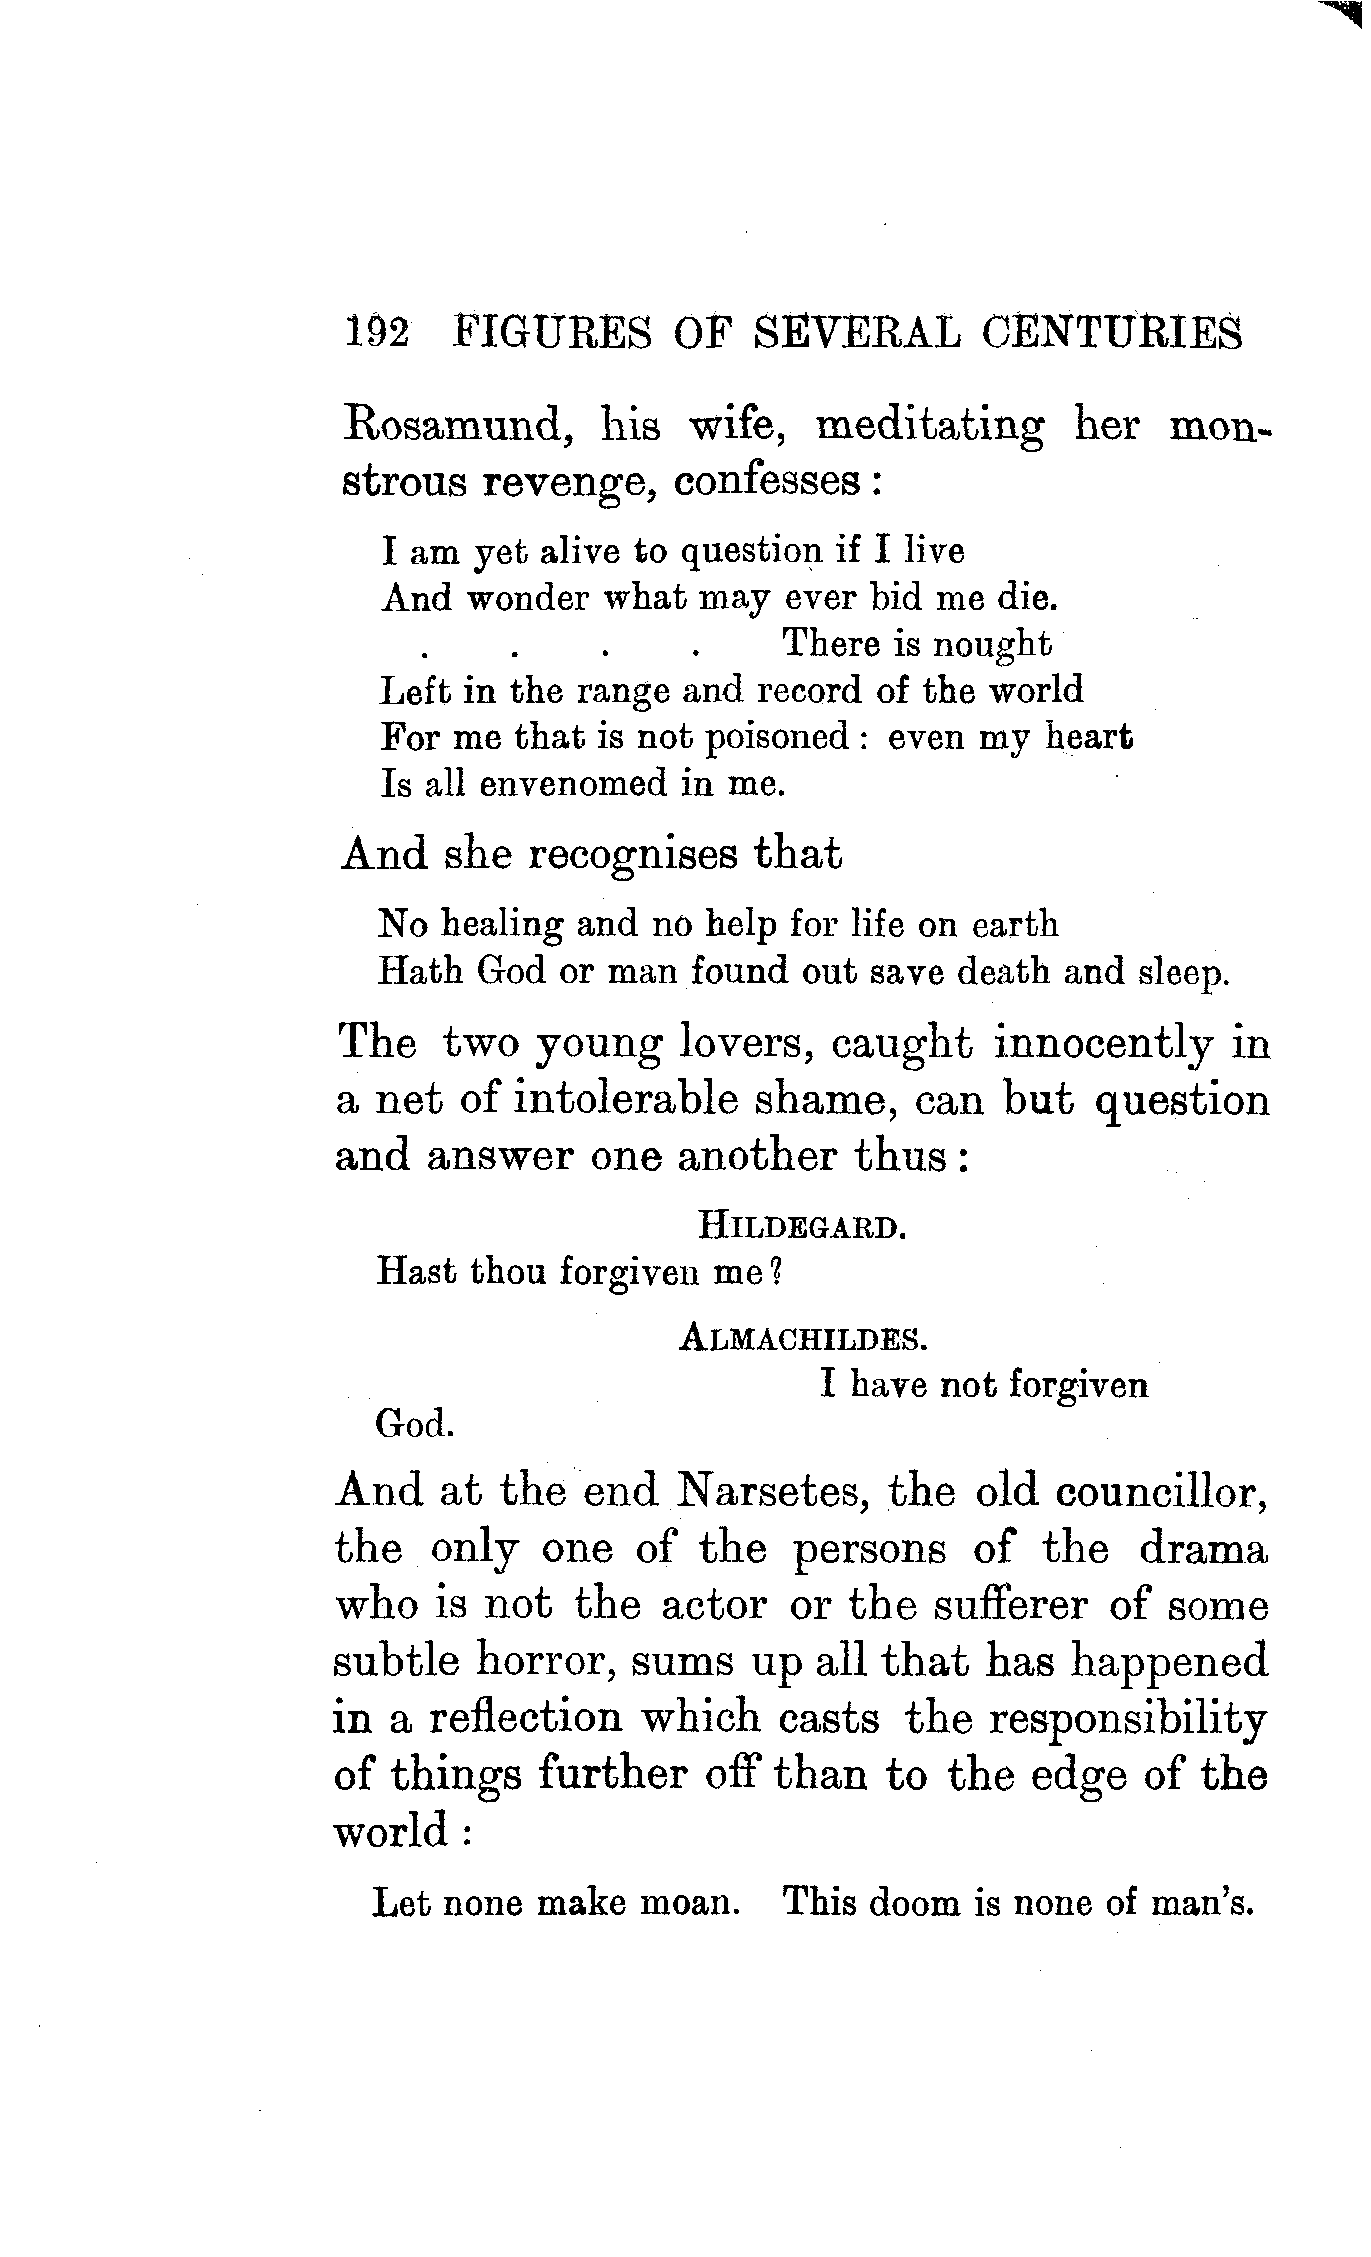 192 FIGURES OF SEVERAL CENTURIES
Rosamund, his wife, meditating her mon-
strous revenge, confesses :
I am yet alive to question if I live
And wonder what may ever bid me die.
. . . . There is nought
Left in the range and record of the world
For me that is not poisoned : even my heart
Is all envenomed in me.
And she recognises that
No healing and no help for life on earth
Hath God or man found out save death and sleep.
The two young lovers, caught innocently in
a net of intolerable shame, can but question
and answer one another thus :
HILDEGARD.
Hast thou forgiven me?
ALMACHILDES.
I have not forgiven
God.
And at the end Narsetes, the old councillor,
the only one of the persons of the drama
who is not the actor or the sufferer of some
subtle horror, sums up all that has happened
in a reflection which casts the responsibility
of things further off than to the edge of the
world :
Let none make moan. This doom is none of man's.